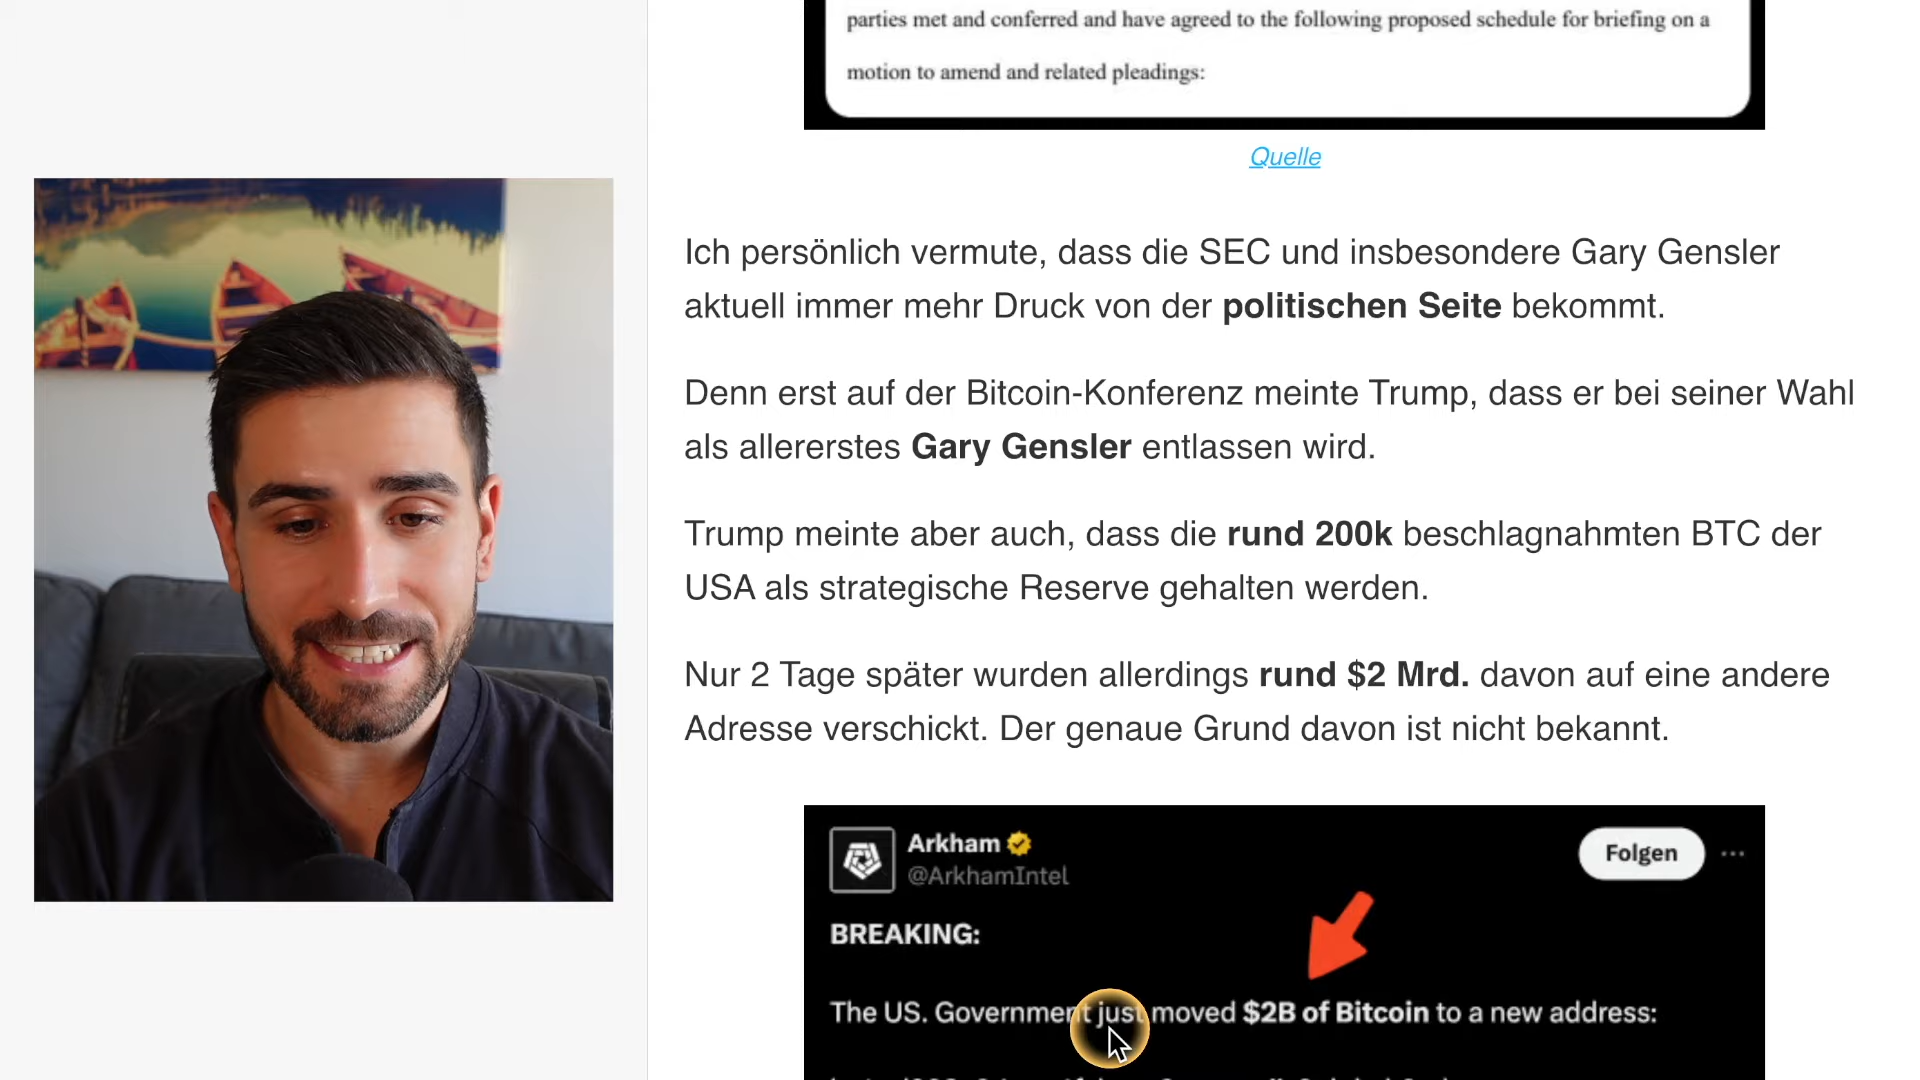 parties met and conferred and have agreed to the following proposed schedule for briefing on a
motion to amend and related pleadings:
Quelle
Ich persönlich vermute, dass die SEC und insbesondere Gary Gensler
aktuell immer mehr Druck von der politischen Seite bekommt.
Denn erst auf der Bitcoin-Konferenz meinte Trump, dass er bei seiner Wahl
als allererstes Gary Gensler entlassen wird.
Trump meinte aber auch, dass die rund 200k beschlagnahmten BTC der
USA als strategische Reserve gehalten werden.
Nur 2 Tage später wurden allerdings rund $2 Mrd. davon auf eine andere
Adresse verschickt. Der genaue Grund davon ist nicht bekannt.
Arkham
@ArkhamIntel
Folgen
BREAKING:
The US. Government just moved $2B of Bitcoin to a new address: